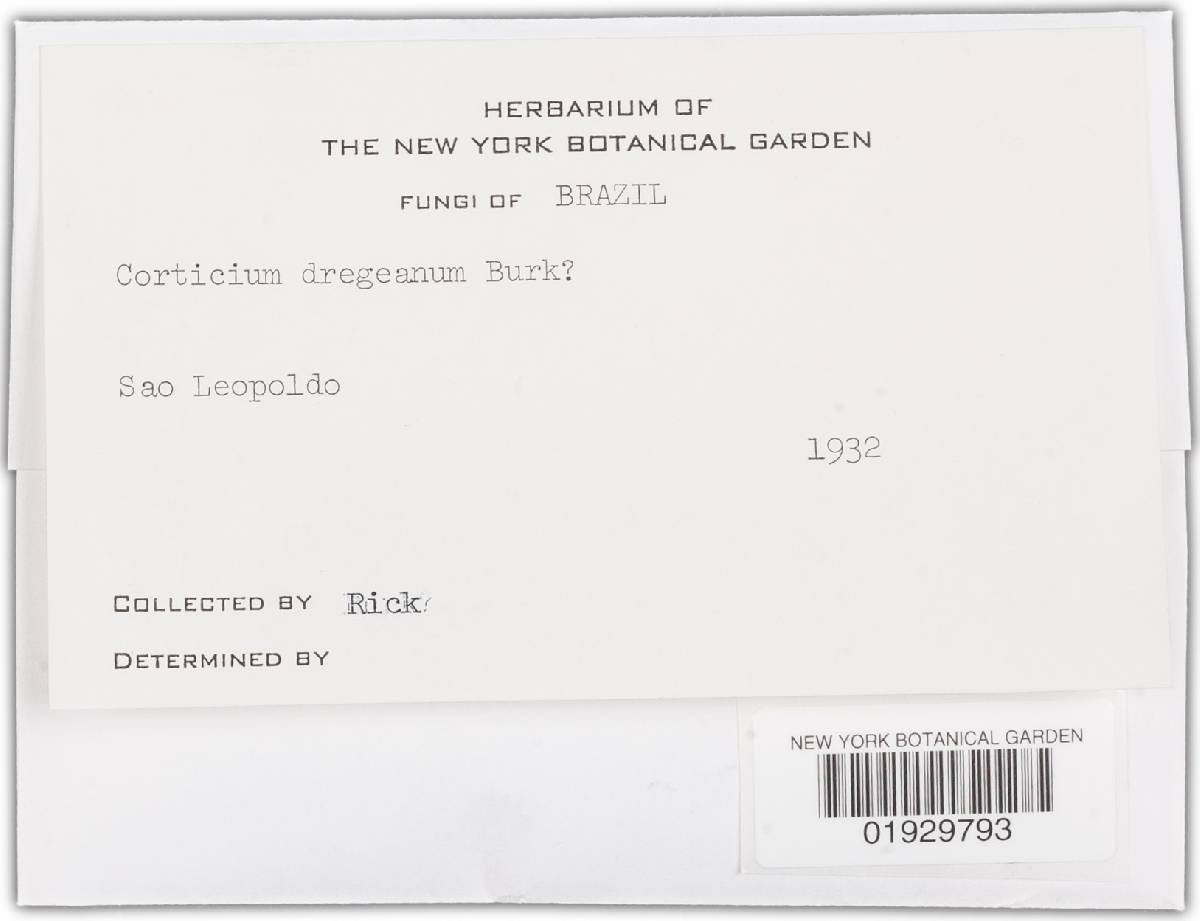 HERBARIUM OF
THE NEW YORK BOTANICAL GARDEN
FUNGI OF BRAZIL
Corticium dregeanum Burk?
Sao Leopoldo
1932
COLLECTED BY Rick
DETERMINED BY
NEW YORK BOTANICAL GARDEN
01929793